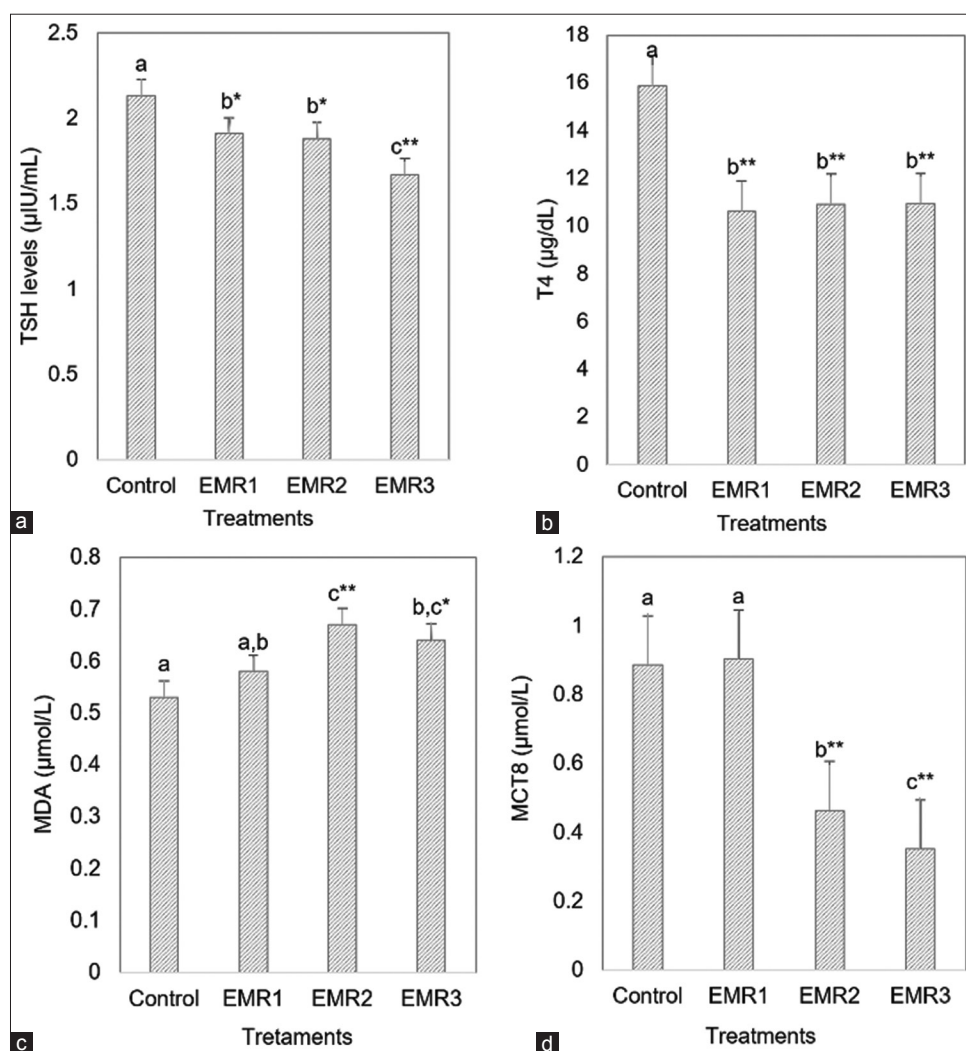 2.5
2
1.5
1
0.5
0
TSH levels (µIU/mL)
a
b*
b*
c**
Control EMR1 EMR2 EMR3
Treatments
a
18
16
14
12
10
8
6
4
2
0
T4 (µg/dL)
a
b**
b**
b**
Control EMR1 EMR2 EMR3
Treatments
b
0.8
0.7
0.6
0.5
0.4
0.3
0.2
0.1
0
MDA (µmol/L)
a
a,b
c**
b,c*
Control EMR1 EMR2 EMR3
Tretaments
c
1.2
1
0.8
0.6
0.4
0.2
0
MCT8 (µmol/L)
a
a
b**
c**
Control EMR1 EMR2 EMR3
Treatments
d